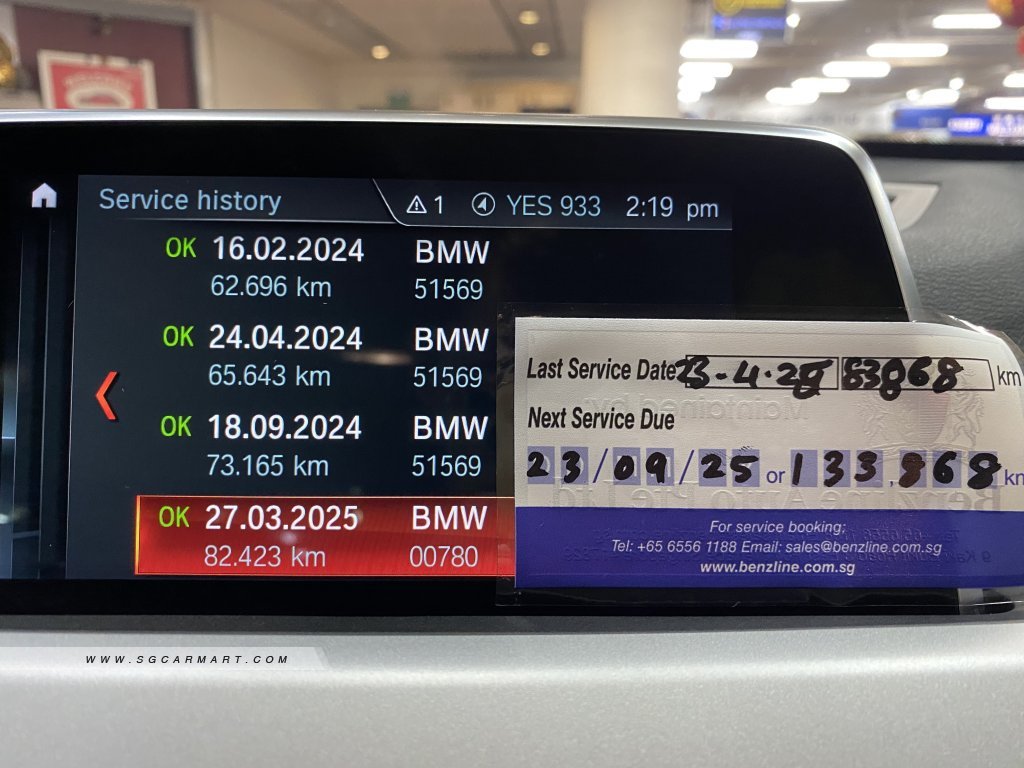 Service history
1 YES 933 2:19 pm
OK 16.02.2024 BMW
62.696 km 51569
OK 24.04.2024 BMW
65.643 km 51569
OK 18.09.2024 BMW
73.165 km 51569
OK 27.03.2025 BMW
82.423 km 00780
Last Service Date 23.4.25 83868 km
Next Service Due
23/09/25 or 133,868 km
For service booking;
Tel: +65 6556 1188 Email: sales@benzline.com.sg
www.benzline.com.sg
WWW.SGCARMART.COM